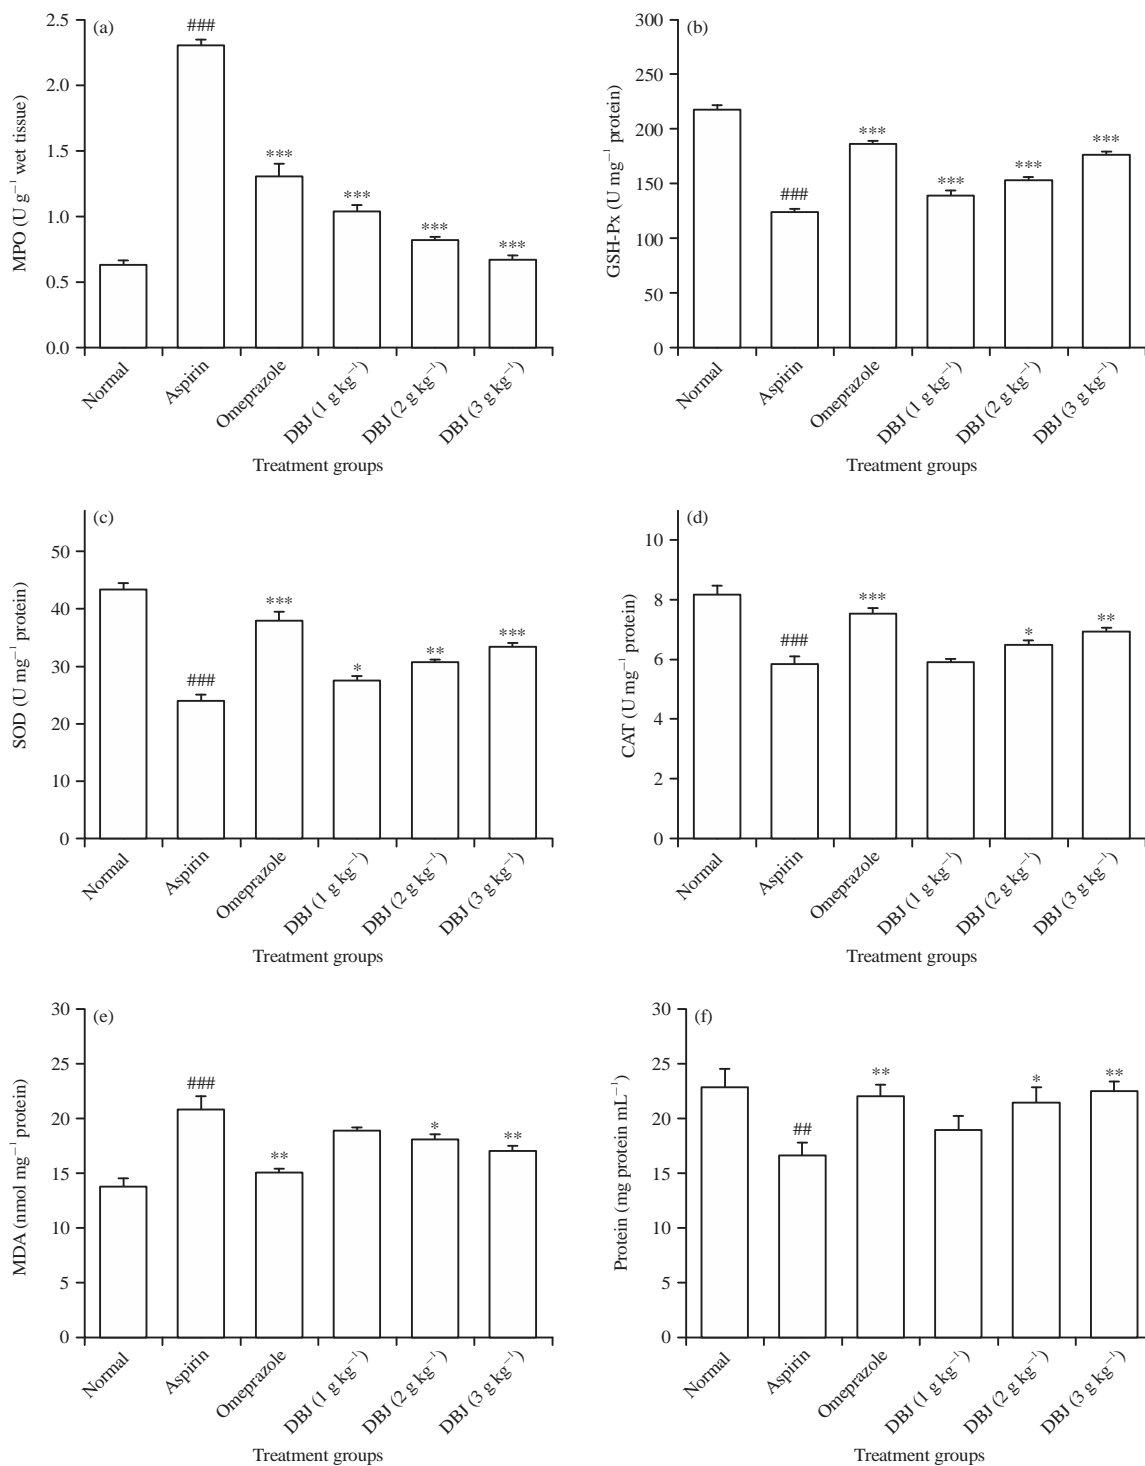 (a)
MPO (U g⁻¹ wet tissue)
2.5
2.0
1.5
1.0
0.5
0.0
###
***
***
***
***
Normal
Aspirin
Omeprazole
DBJ (1 g kg⁻¹)
DBJ (2 g kg⁻¹)
DBJ (3 g kg⁻¹)
Treatment groups
(b)
GSH-Px (U mg⁻¹ protein)
300
250
200
150
100
50
0
###
***
***
***
***
Normal
Aspirin
Omeprazole
DBJ (1 g kg⁻¹)
DBJ (2 g kg⁻¹)
DBJ (3 g kg⁻¹)
Treatment groups
(c)
SOD (U mg⁻¹ protein)
50
40
30
20
10
0
###
***
*
**
***
Normal
Aspirin
Omeprazole
DBJ (1 g kg⁻¹)
DBJ (2 g kg⁻¹)
DBJ (3 g kg⁻¹)
Treatment groups
(d)
CAT (U mg⁻¹ protein)
10
8
6
4
2
0
###
***
*
**
Normal
Aspirin
Omeprazole
DBJ (1 g kg⁻¹)
DBJ (2 g kg⁻¹)
DBJ (3 g kg⁻¹)
Treatment groups
(e)
MDA (nmol mg⁻¹ protein)
30
25
20
15
10
5
0
###
**
*
**
Normal
Aspirin
Omeprazole
DBJ (1 g kg⁻¹)
DBJ (2 g kg⁻¹)
DBJ (3 g kg⁻¹)
Treatment groups
(f)
Protein (mg protein mL⁻¹)
30
25
20
15
10
5
0
##
**
*
**
Normal
Aspirin
Omeprazole
DBJ (1 g kg⁻¹)
DBJ (2 g kg⁻¹)
DBJ (3 g kg⁻¹)
Treatment groups